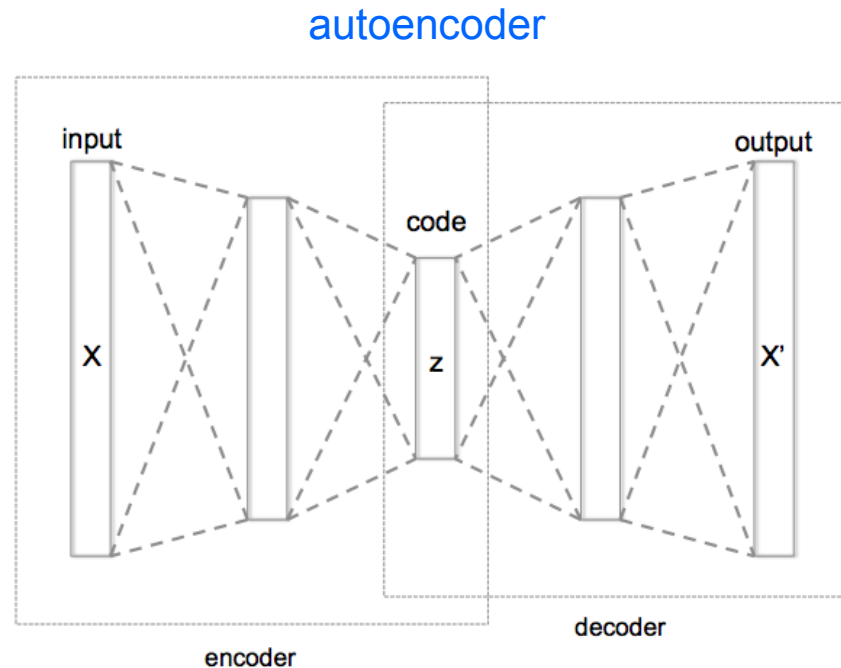 autoencoder
input
output
code
X
z
X'
decoder
encoder